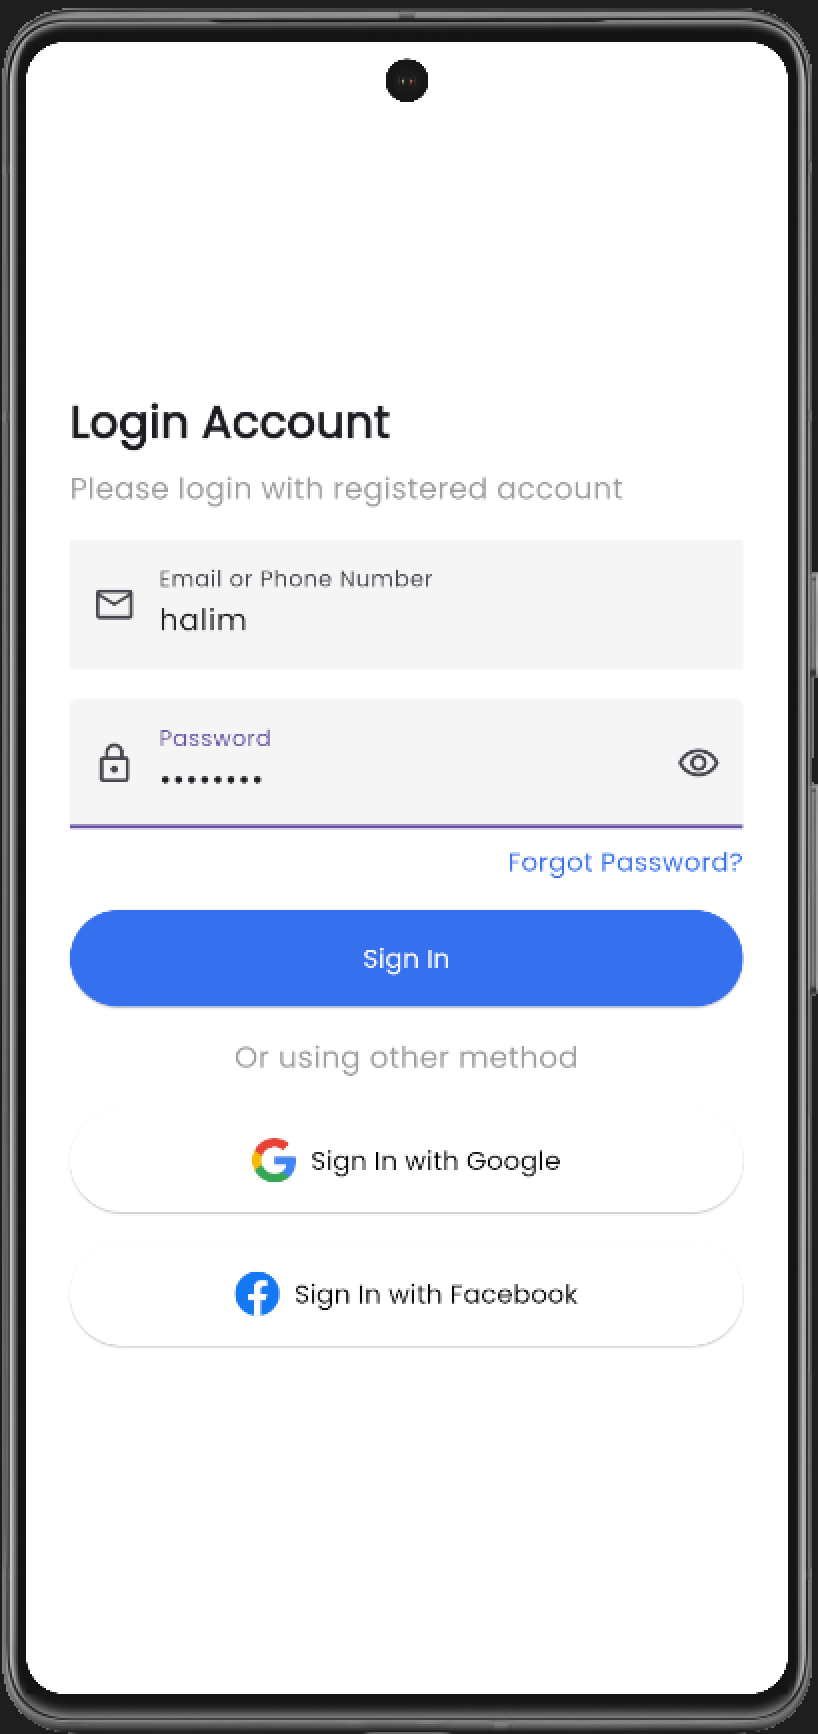 Login Account
Please login with registered account
Email or Phone Number
halim
Password
••••••••
Forgot Password?
Sign In
Or using other method
Sign In with Google
Sign In with Facebook